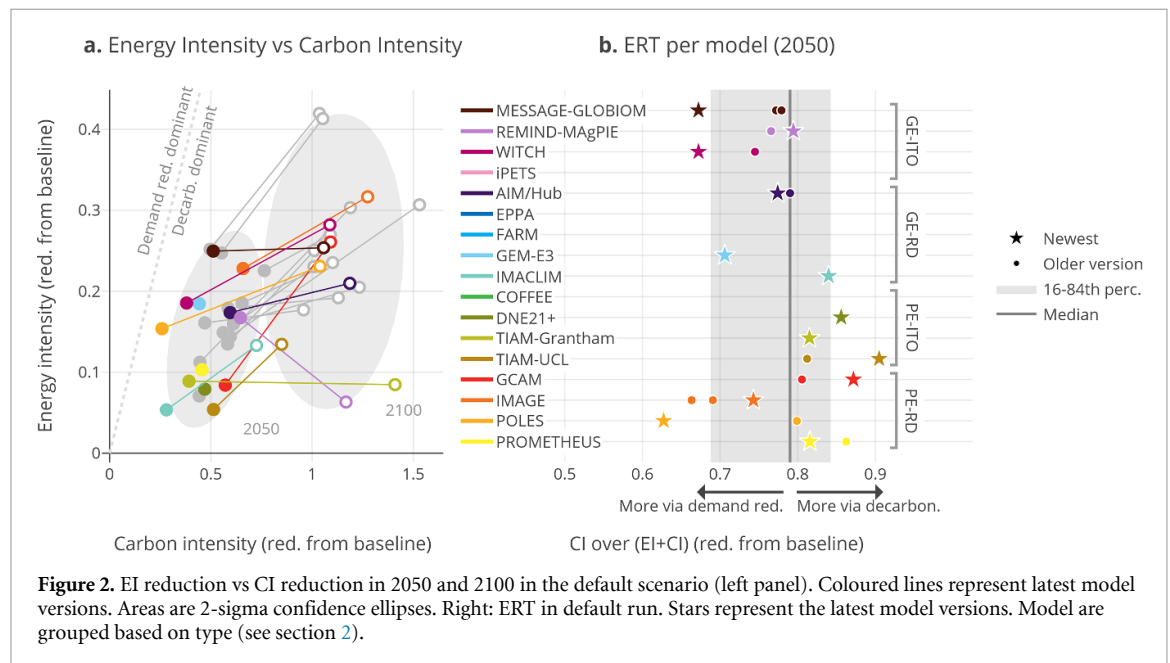 a. Energy Intensity vs Carbon Intensity
Energy intensity (red. from baseline)
0.4
0.3
0.2
0.1
0
Demand red. dominant
Decarb. dominant
2050
2100
0
0.5
1
1.5
Carbon intensity (red. from baseline)
b. ERT per model (2050)
MESSAGE-GLOBIOM
REMIND-MAgPIE
WITCH
iPETS
AIM/Hub
EPPA
FARM
GEM-E3
IMACLIM
COFFEE
DNE21+
TIAM-Grantham
TIAM-UCL
GCAM
IMAGE
POLES
PROMETHEUS
GE-ITO
GE-RD
PE-ITO
PE-RD
0.5
0.6
0.7
0.8
0.9
More via demand red.
More via decarbon.
CI over (EI+CI) (red. from baseline)
Newest
Older version
16-84th perc.
Median
Figure 2. EI reduction vs CI reduction in 2050 and 2100 in the default scenario (left panel). Coloured lines represent latest model
versions. Areas are 2-sigma confidence ellipses. Right: ERT in default run. Stars represent the latest model versions. Model are
grouped based on type (see section 2).